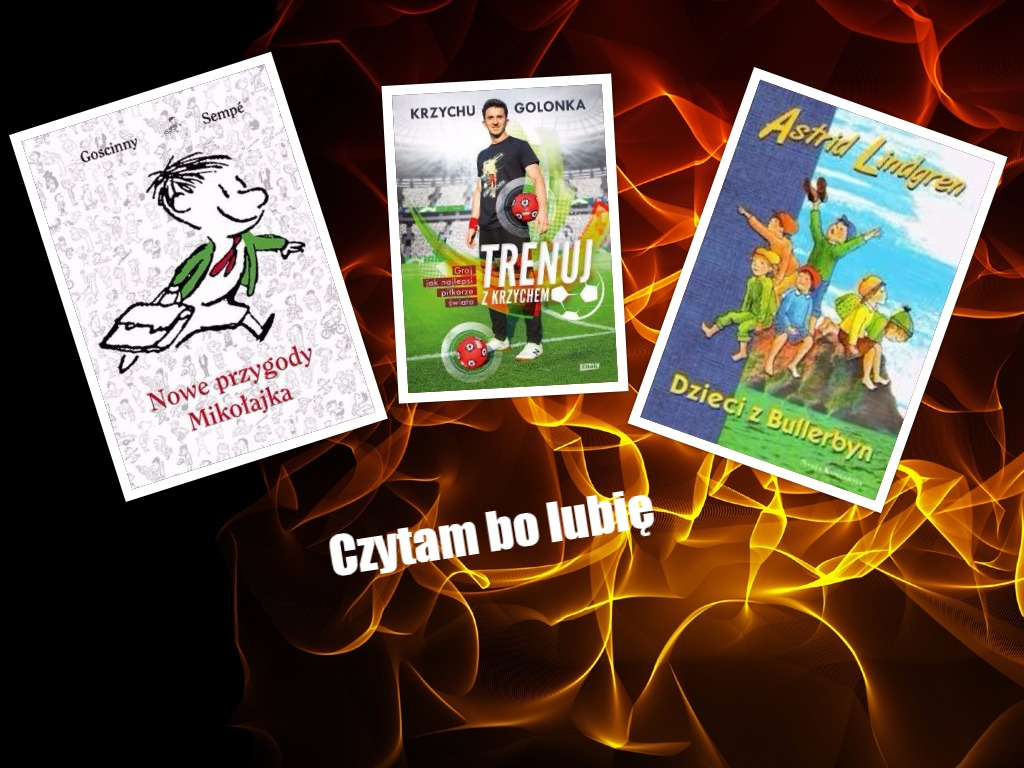 Goscinny Sempé
Nowe przygody
Mikołajka
KRZYCHU GOLONKA
Graj
jak najlepsi
piłkarze
świata
TRENUJ
Z KRZYCHEM
Astrid Lindgren
Dzieci z Bullerbyn
Czytam bo lubię